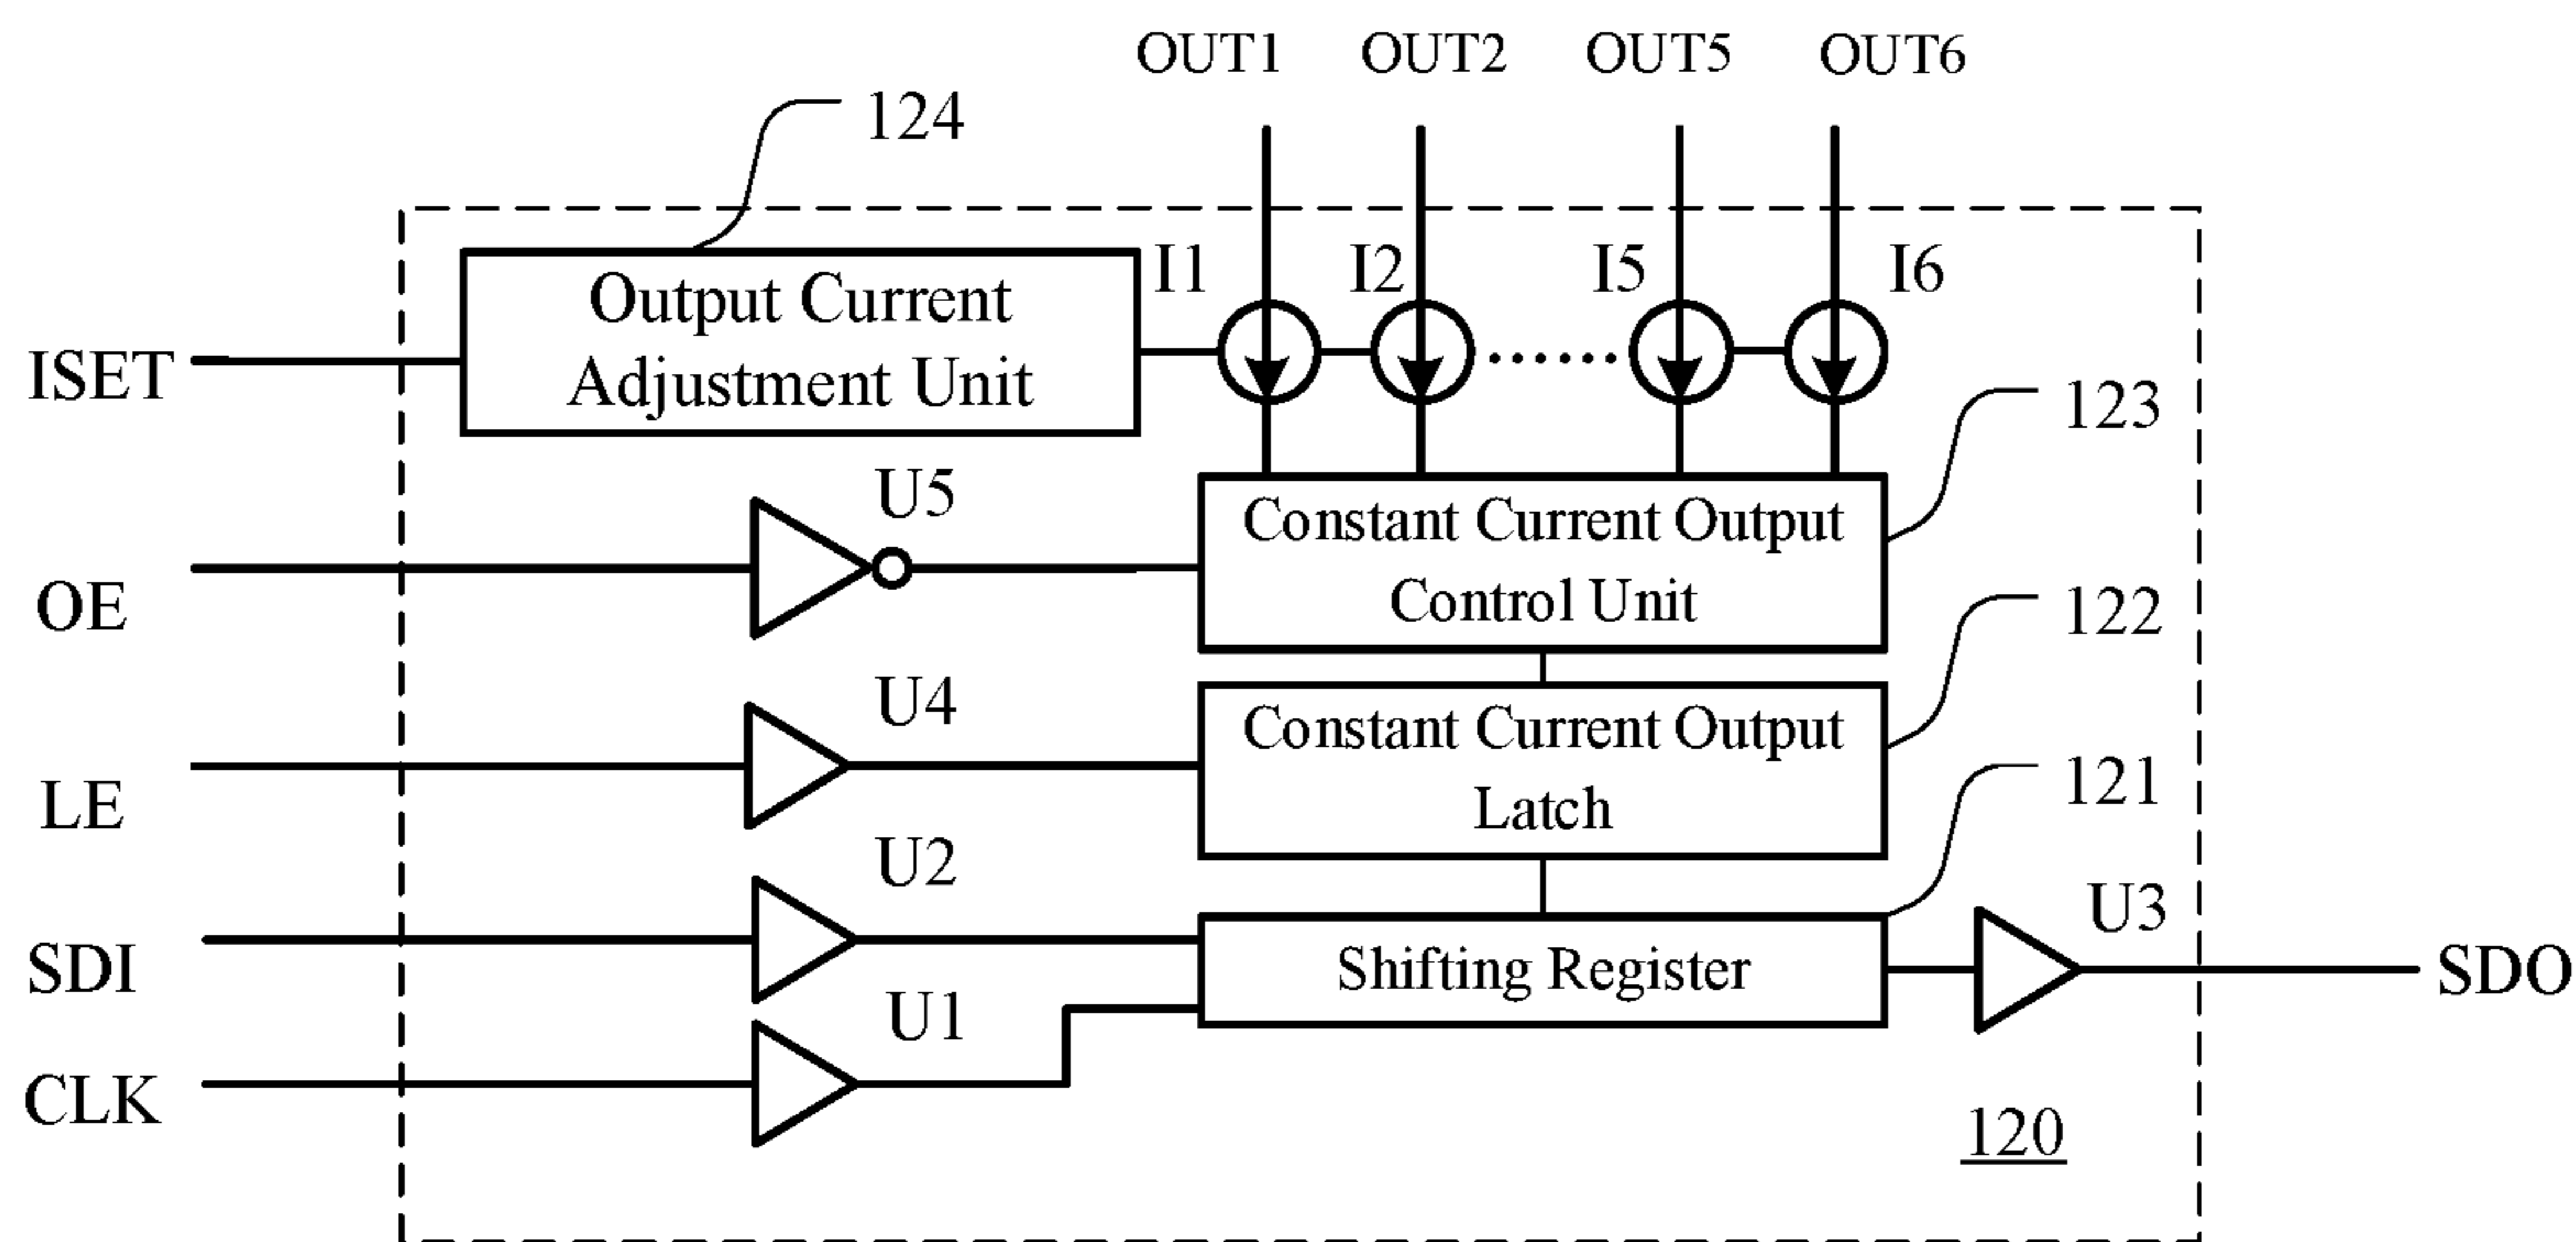 OUT1 OUT2 OUT5 OUT6
124
I1 I2 I5 I6
Output Current
Adjustment Unit
ISET
123
U5
Constant Current Output
Control Unit
OE
122
U4
Constant Current Output
Latch
LE
121
U2
U3
SDI
Shifting Register
SDO
U1
CLK
120